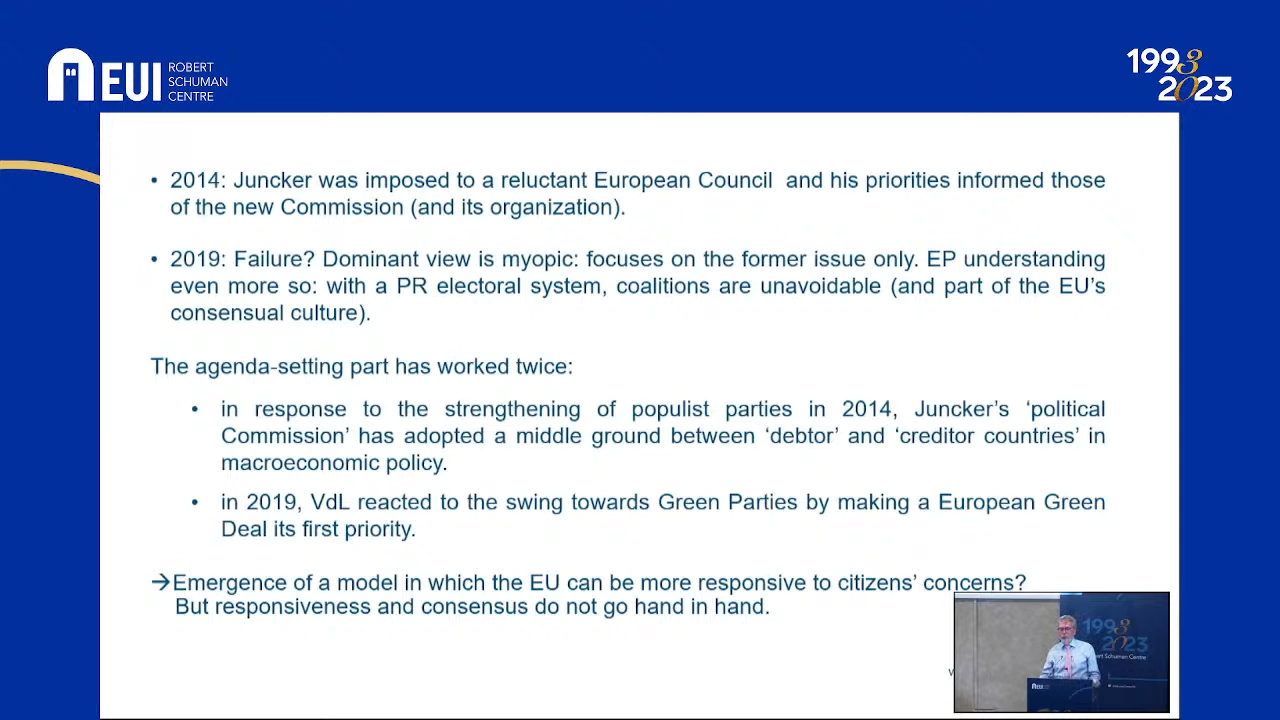 EUI
ROBERT
SCHUMAN
CENTRE
1993
2023
• 2014: Juncker was imposed to a reluctant European Council and his priorities informed those
of the new Commission (and its organization).
• 2019: Failure? Dominant view is myopic: focuses on the former issue only. EP understanding
even more so: with a PR electoral system, coalitions are unavoidable (and part of the EU’s
consensual culture).
The agenda-setting part has worked twice:
• in response to the strengthening of populist parties in 2014, Juncker’s ‘political
Commission’ has adopted a middle ground between ‘debtor’ and ‘creditor countries’ in
macroeconomic policy.
• in 2019, VdL reacted to the swing towards Green Parties by making a European Green
Deal its first priority.
→Emergence of a model in which the EU can be more responsive to citizens’ concerns?
But responsiveness and consensus do not go hand in hand.
1993
2023
Schuman Centre
EUI